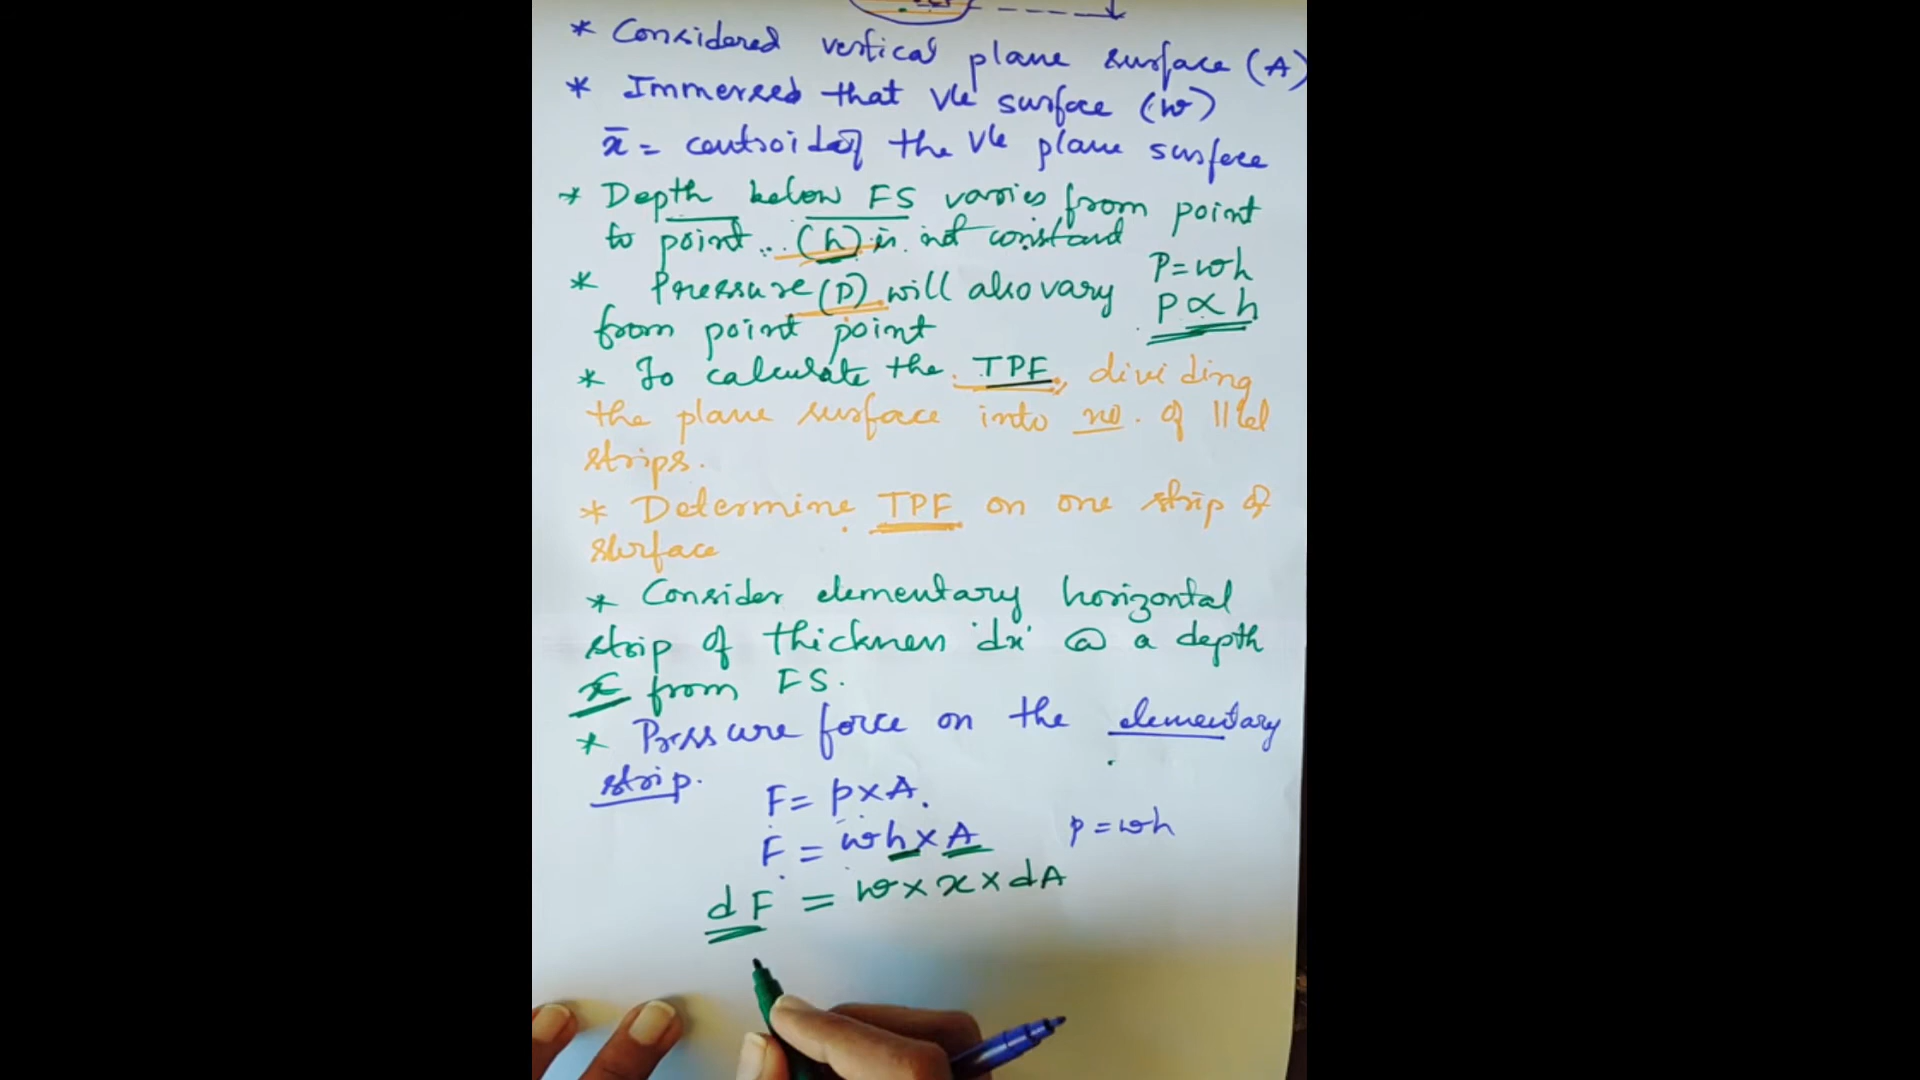 * Considered vertical plane surface (A)
* Immersed that Vle surface (w)
x̄ = centroid of the Vle plane surface
* Depth below FS varies from point
to point.. (h) is not constand
* Pressure (P) will also vary
P = wh
from point point
P ∝ h
* To calculate the TPF, dividing
the plane surface into no. of ||lel
strips.
* Determine TPF on one strip of
surface
* Consider elementary horizontal
strip of thickness 'dx' @ a depth
x from FS.
* Pressure force on the elementary
strip.
F = p×A.
F = wh×A
p = wh
dF = w×x×dA